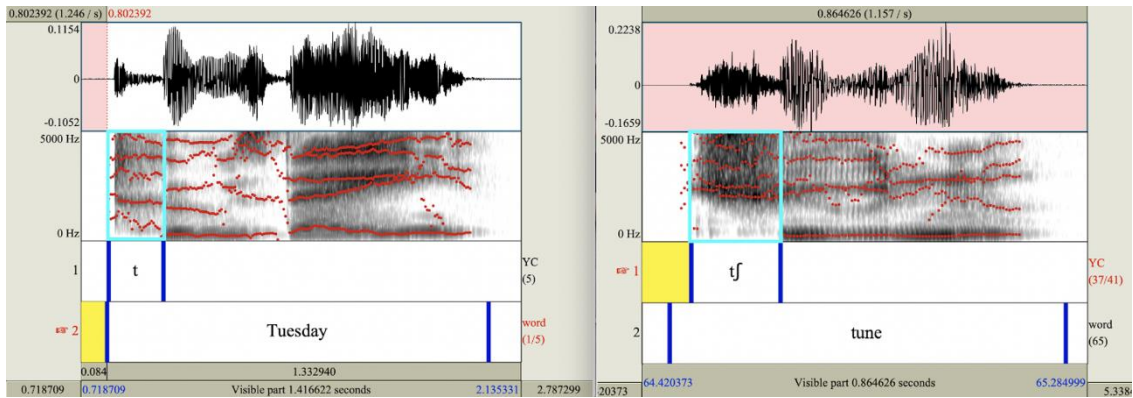 0.802392 (1.246 / s) 0.802392
0.1154
0
-0.1052
5000 Hz
0 Hz
1 t YC
(5)
☞ 2 Tuesday word
(1/5)
0.084 1.332940
0.718709 0.718709 Visible part 1.416622 seconds 2.135331 2.787299
0.864626 (1.157 / s)
0.2238
0
-0.1659
5000 Hz
0 Hz
☞ 1 tʃ YC
(37/41)
2 tune word
(65)
0.864626
20373 64.420373 Visible part 0.864626 seconds 65.284999 5.3384